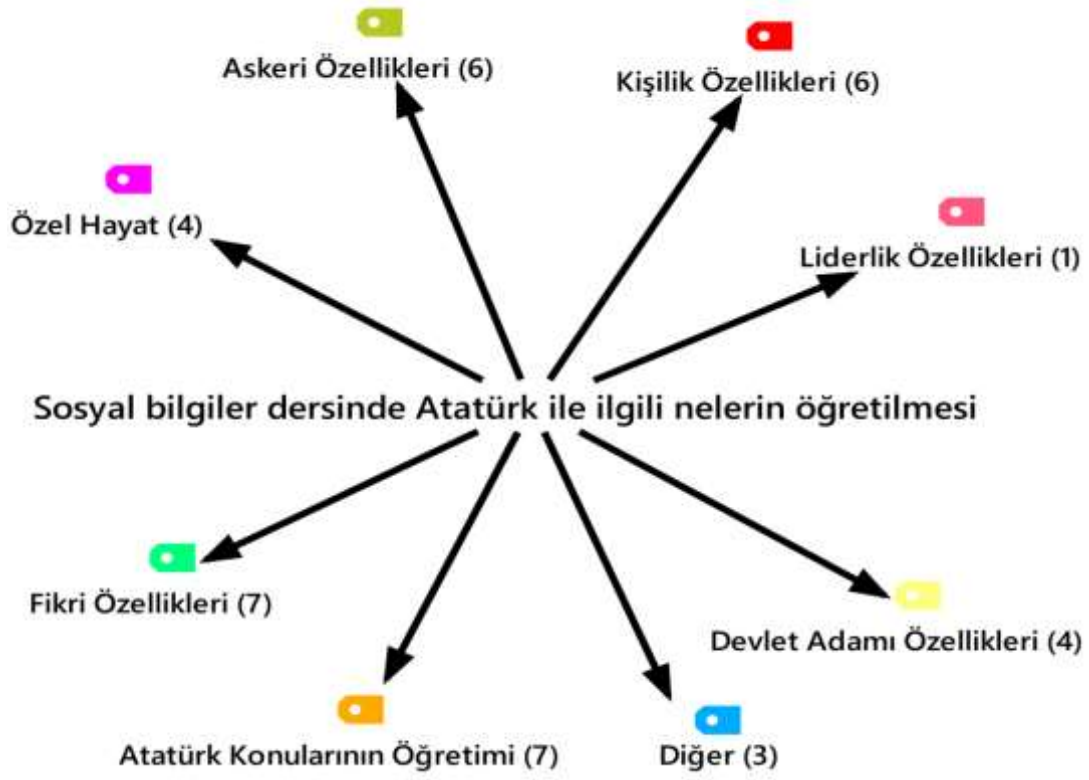 Askeri Özellikleri (6)
Kişilik Özellikleri (6)
Özel Hayat (4)
Liderlik Özellikleri (1)
Sosyal bilgiler dersinde Atatürk ile ilgili nelerin öğretilmesi
Fikri Özellikleri (7)
Devlet Adamı Özellikleri (4)
Atatürk Konularının Öğretimi (7)
Diğer (3)